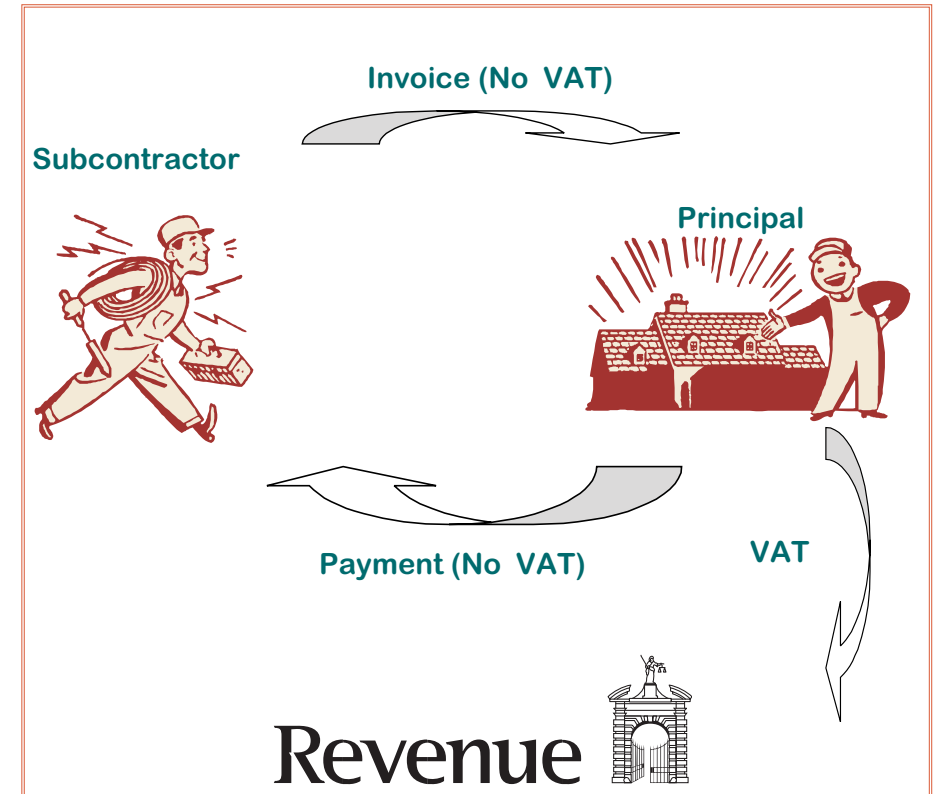 Invoice (No VAT)
Subcontractor
Principal
Payment (No VAT)
VAT
Revenue